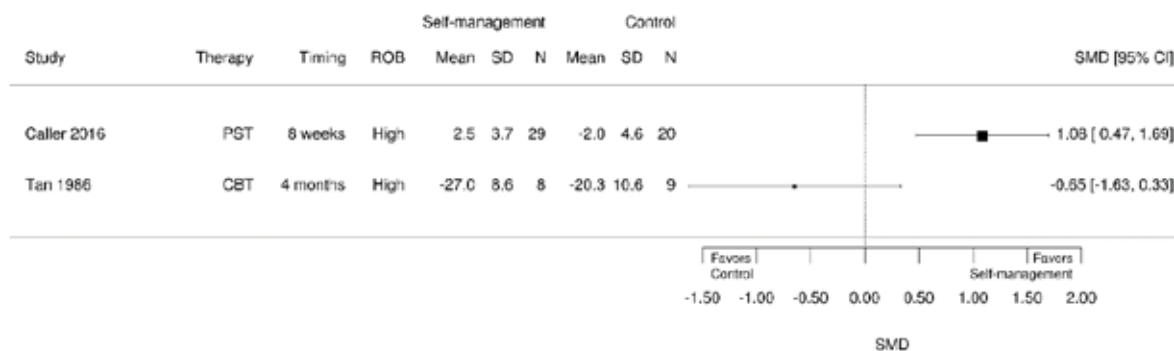 Self-management Control
Study Therapy Timing ROB Mean SD N Mean SD N SMD [95% CI]
Caller 2016 PST 8 weeks High 2.5 3.7 29 -2.0 4.6 20 1.08 [ 0.47, 1.69]
Tan 1986 CBT 4 months High -27.0 8.6 8 -20.3 10.6 9 -0.65 [-1.63, 0.33]
Favors Favors
Control Self-management
-1.50 -1.00 -0.50 0.00 0.50 1.00 1.50 2.00
SMD